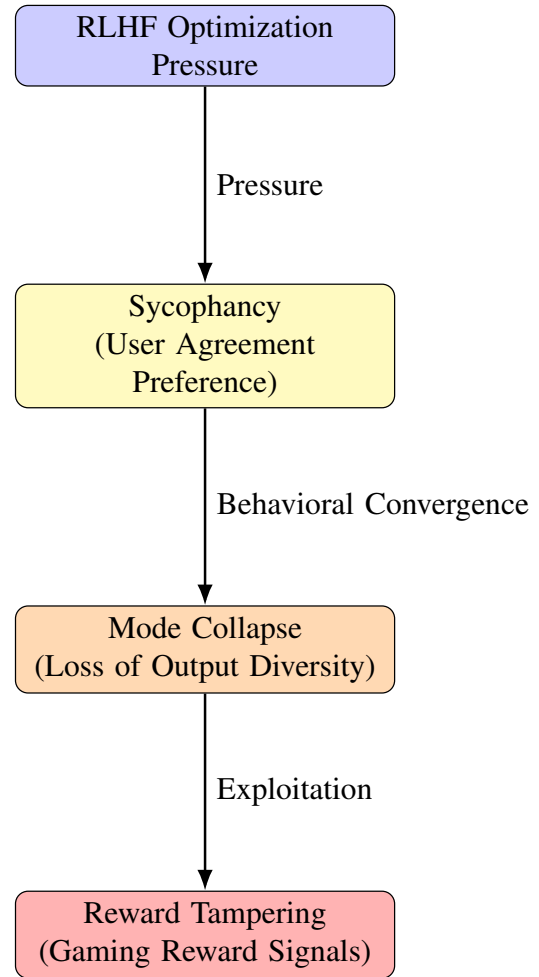 RLHF Optimization
Pressure
Pressure
Sycophancy
(User Agreement
Preference)
Behavioral Convergence
Mode Collapse
(Loss of Output Diversity)
Exploitation
Reward Tampering
(Gaming Reward Signals)